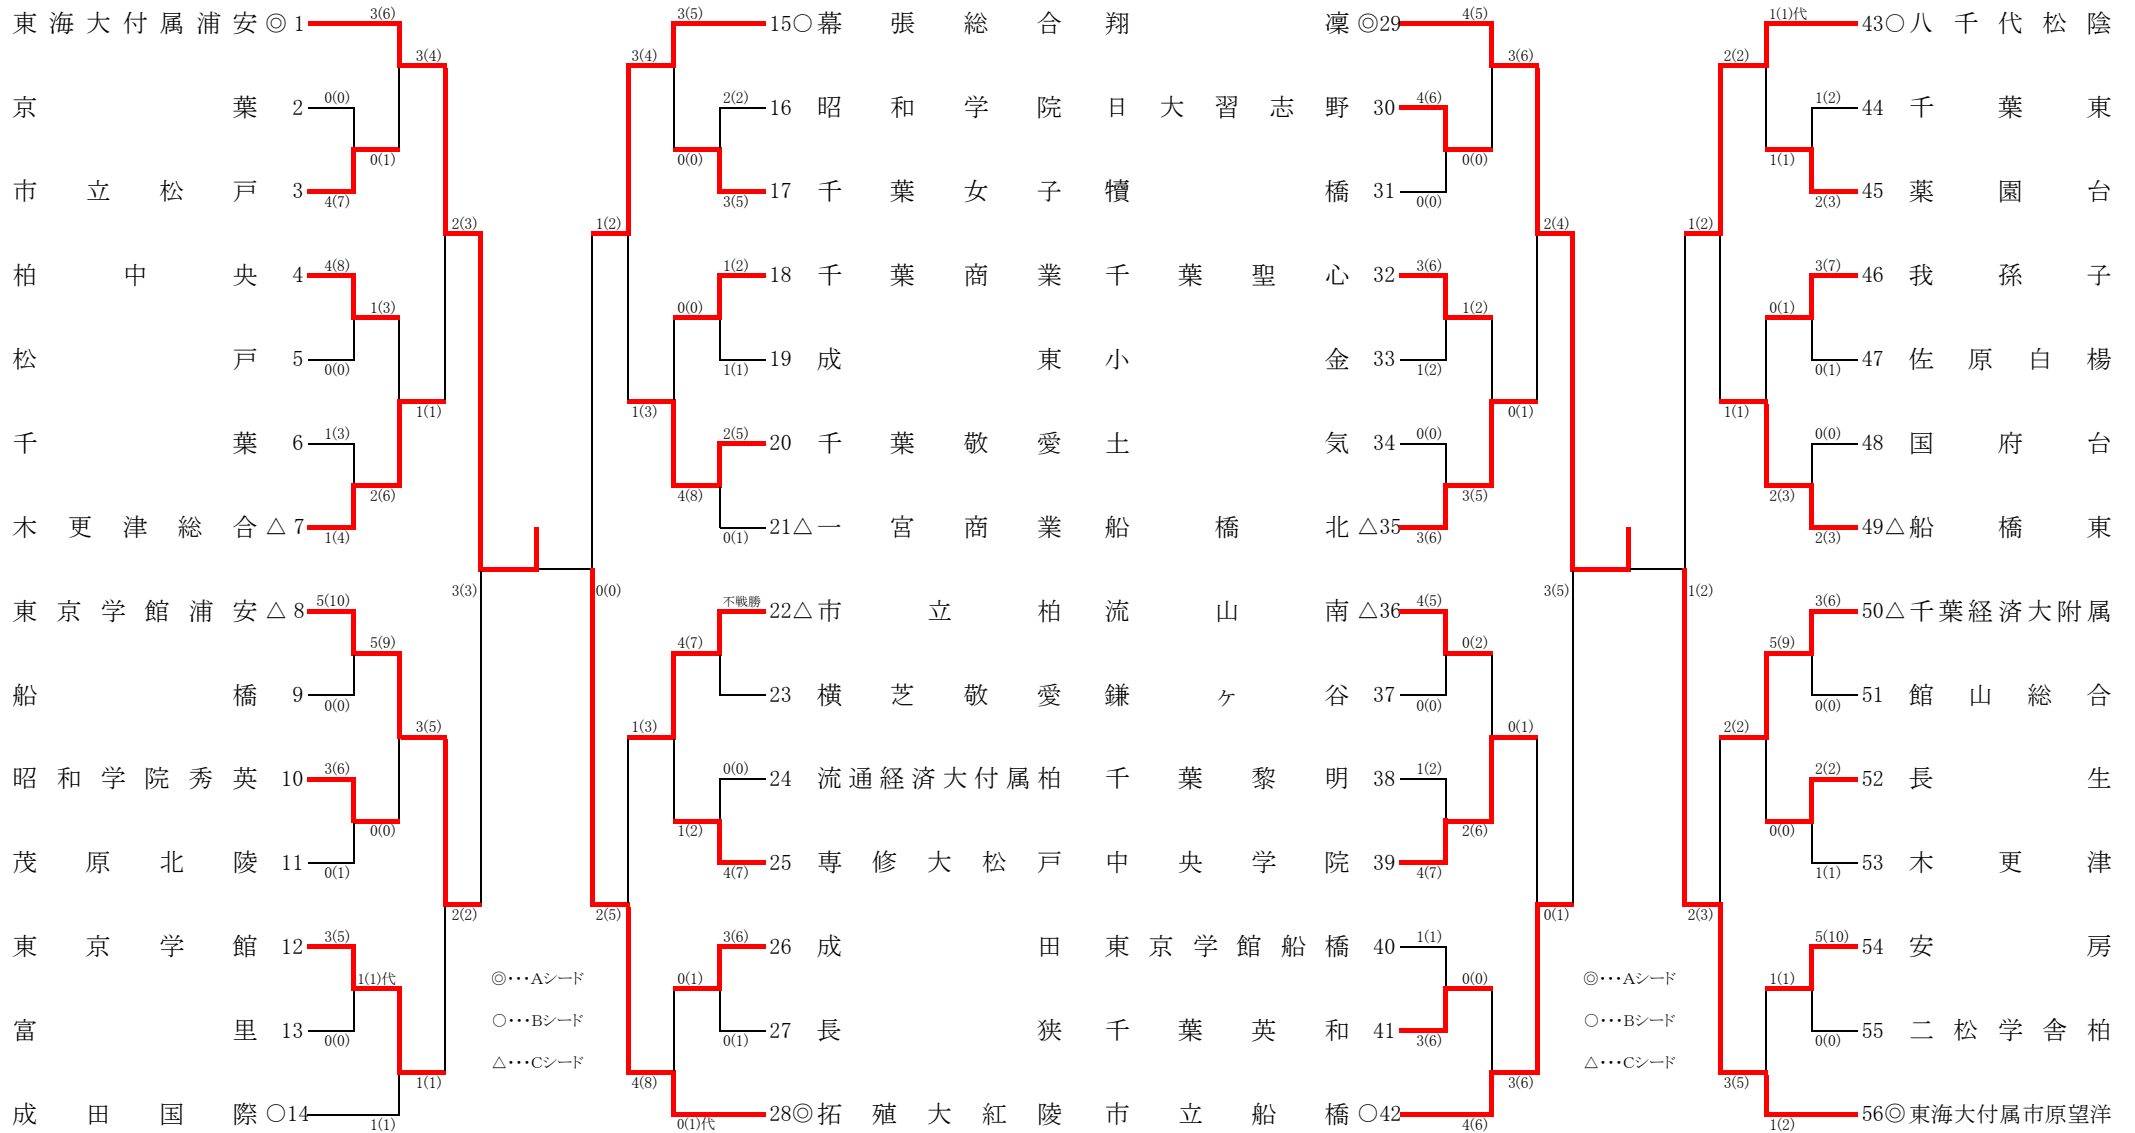 東海大付属浦安 ◎ 1 3(6) 3(5) 15 ○ 幕張総合 翔凜 ◎ 29 4(5) 1(1)代 43 ○ 八千代松陰
3(4) 3(4) 3(6) 2(2)
京葉 2 0(0) 2(2) 16 昭和学院 日大習志野 30 4(6) 1(2) 44 千葉東
0(1) 0(0) 0(0) 1(1)
市立松戸 3 4(7) 3(5) 17 千葉女子 犢橋 31 0(0) 2(3) 45 薬園台
2(3) 1(2) 2(4) 1(2)
柏中央 4 4(8) 1(2) 18 千葉商業 千葉聖心 32 3(6) 3(7) 46 我孫子
1(3) 0(0) 1(2) 0(1)
松戸 5 0(0) 1(1) 19 成東 小金 33 1(2) 0(1) 47 佐原白楊
1(1) 1(3) 0(1) 1(1)
千葉 6 1(3) 2(5) 20 千葉敬愛 土気 34 0(0) 0(0) 48 国府台
2(6) 4(8) 3(5) 2(3)
木更津総合 △ 7 1(4) 0(1) 21 △ 一宮商業 船橋北 △ 35 3(6) 2(3) 49 △ 船橋東
3(3) 0(0) 3(5) 1(2)
東京学館浦安 △ 8 5(10) 不戦勝 22 △ 市立柏 流山南 △ 36 4(5) 3(6) 50 △ 千葉経済大附属
5(9) 4(7) 0(2) 5(9)
船橋 9 0(0) 23 横芝敬愛 鎌ヶ谷 37 0(0) 0(0) 51 館山総合
3(5) 1(3) 0(1) 2(2)
昭和学院秀英 10 3(6) 0(0) 24 流通経済大付属柏 千葉黎明 38 1(2) 2(2) 52 長生
0(0) 1(2) 2(6) 0(0)
茂原北陵 11 0(1) 4(7) 25 専修大松戸 中央学院 39 4(7) 1(1) 53 木更津
2(2) 2(5) 0(1) 2(3)
東京学館 12 3(5) 3(6) 26 成田 東京学館船橋 40 1(1) 5(10) 54 安房
1(1)代 ◎・・・Aシード 0(1) 0(0) ◎・・・Aシード 1(1)
○・・・Bシード ○・・・Bシード
富里 13 0(0) 0(1) 27 長狭 千葉英和 41 3(6) 0(0) 55 二松学舎柏
△・・・Cシード △・・・Cシード
1(1) 4(8) 3(6) 3(5)
成田国際 ○ 14 1(1) 0(1)代 28 ◎ 拓殖大紅陵 市立船橋 ○ 42 4(6) 1(2) 56 ◎ 東海大付属市原望洋